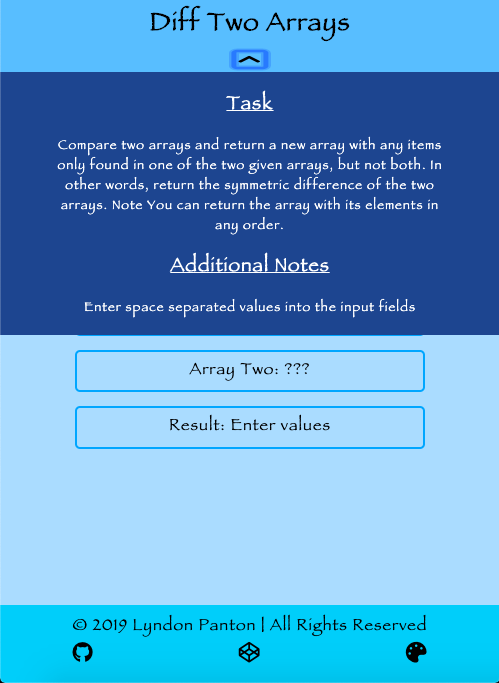 Diff Two Arrays
Task
Compare two arrays and return a new array with any items
only found in one of the two given arrays, but not both. In
other words, return the symmetric difference of the two
arrays. Note You can return the array with its elements in
any order.
Additional Notes
Enter space separated values into the input fields
Array Two: ???
Result: Enter values
© 2019 Lyndon Panton | All Rights Reserved